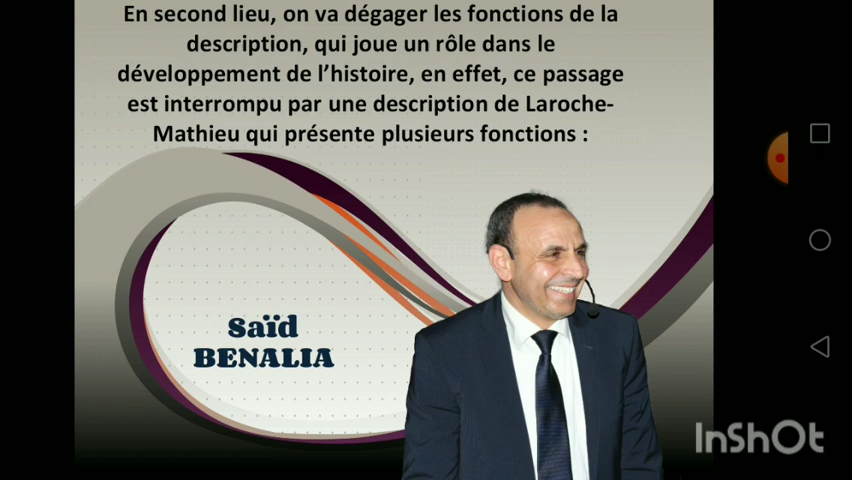 En second lieu, on va dégager les fonctions de la
description, qui joue un rôle dans le
développement de l’histoire, en effet, ce passage
est interrompu par une description de Laroche-
Mathieu qui présente plusieurs fonctions :
Saïd
BENALIA
InShOt